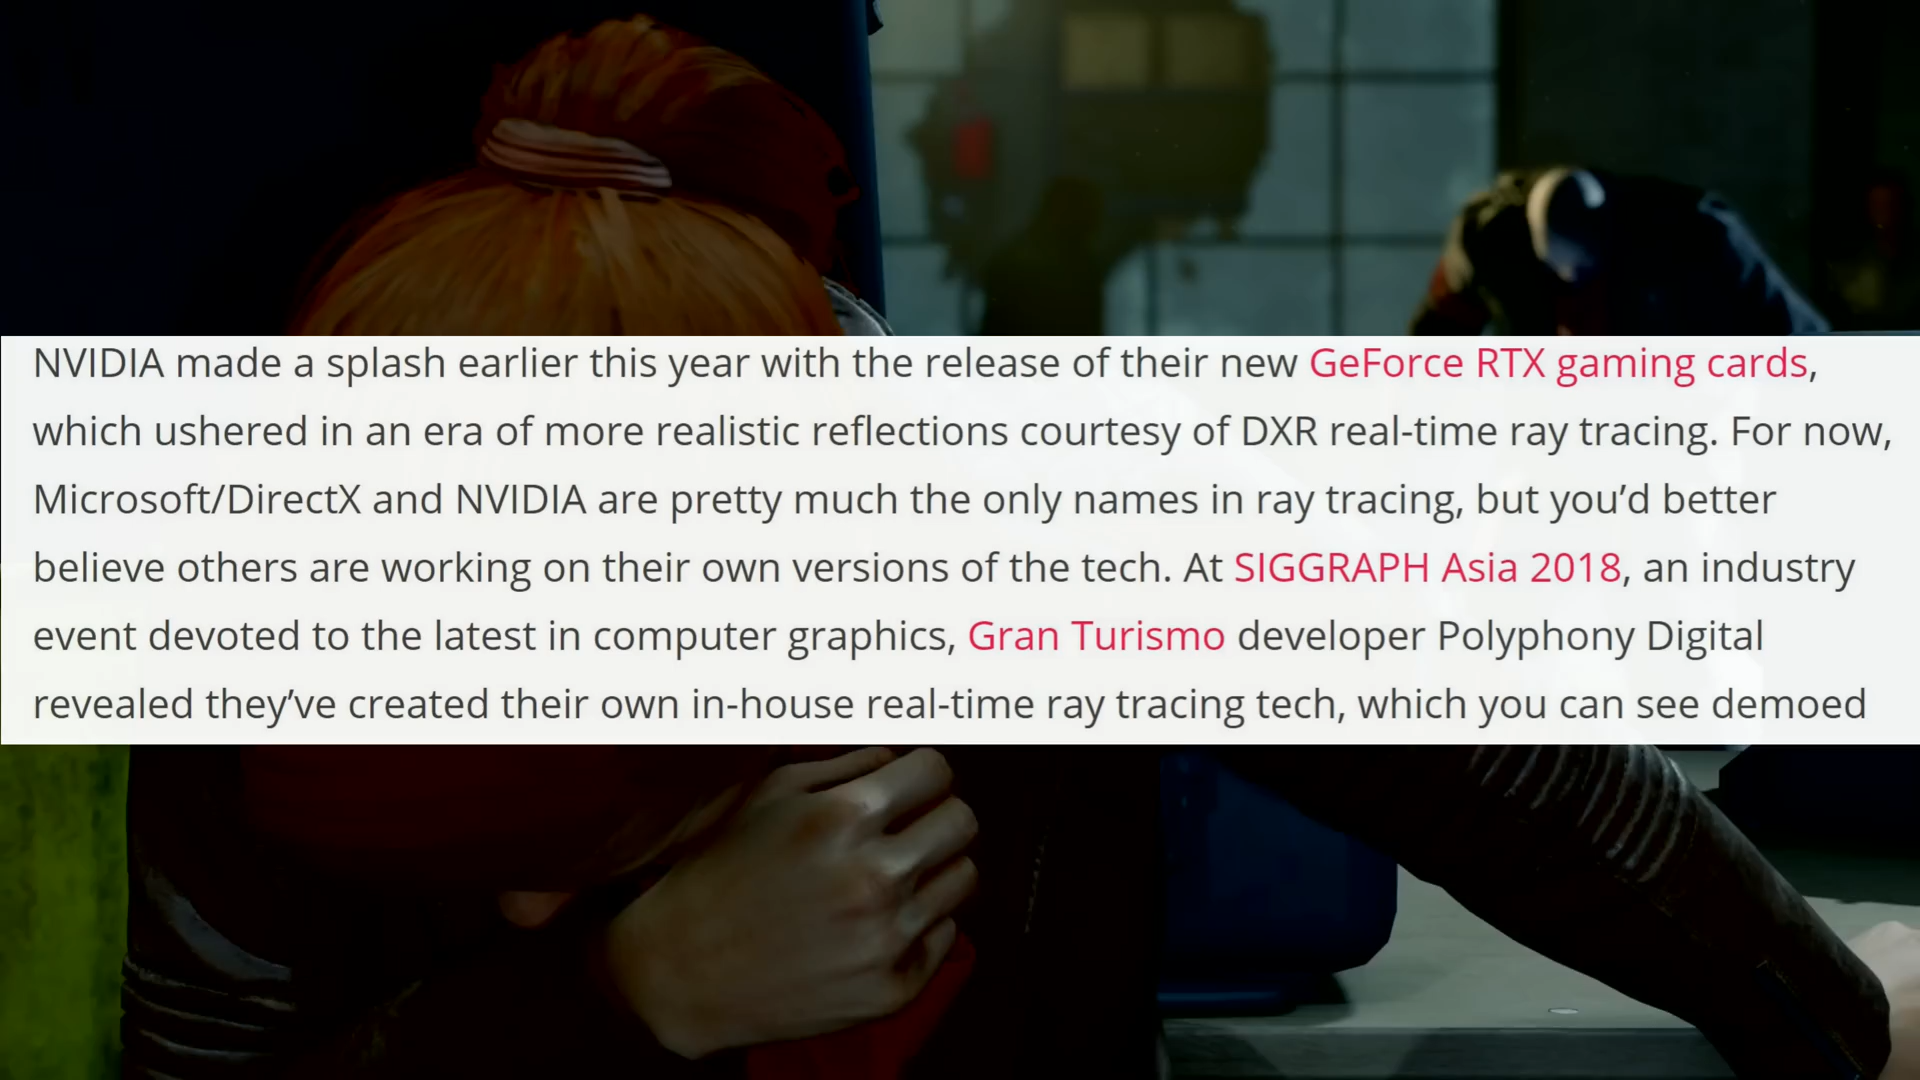 NVIDIA made a splash earlier this year with the release of their new GeForce RTX gaming cards,
which ushered in an era of more realistic reflections courtesy of DXR real-time ray tracing. For now,
Microsoft/DirectX and NVIDIA are pretty much the only names in ray tracing, but you’d better
believe others are working on their own versions of the tech. At SIGGRAPH Asia 2018, an industry
event devoted to the latest in computer graphics, Gran Turismo developer Polyphony Digital
revealed they’ve created their own in-house real-time ray tracing tech, which you can see demoed